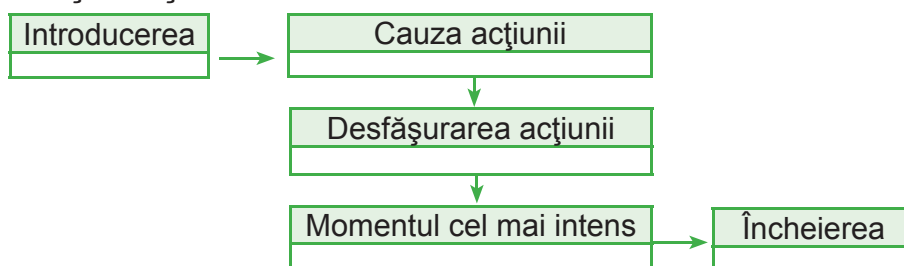 Introducerea
Cauza acţiunii
Desfăşurarea acţiunii
Momentul cel mai intens
Încheierea